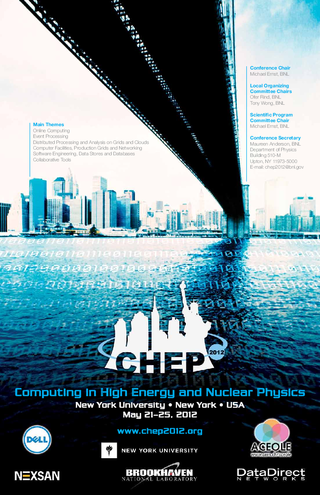 Conference Chair
Michael Ernst, BNL
Local Organizing
Committee Chairs
Ofer Rind, BNL
Tony Wong, BNL
Scientific Program
Committee Chair
Michael Ernst, BNL
Conference Secretary
Maureen Anderson, BNL
Department of Physics
Building 510-M
Upton, NY 11973-5000
E-mail: chep2012@bnl.gov
Main Themes
Online Computing
Event Processing
Distributed Processing and Analysis on Grids and Clouds
Computer Facilities, Production Grids and Networking
Software Engineering, Data Stores and Databases
Collaborative Tools
CHEP 2012
Computing in High Energy and Nuclear Physics
New York University • New York • USA
May 21-25, 2012
www.chep2012.org
DELL
NEW YORK UNIVERSITY
ACEOLE
NEXSAN
BROOKHAVEN
NATIONAL LABORATORY
DataDirect
NETWORKS